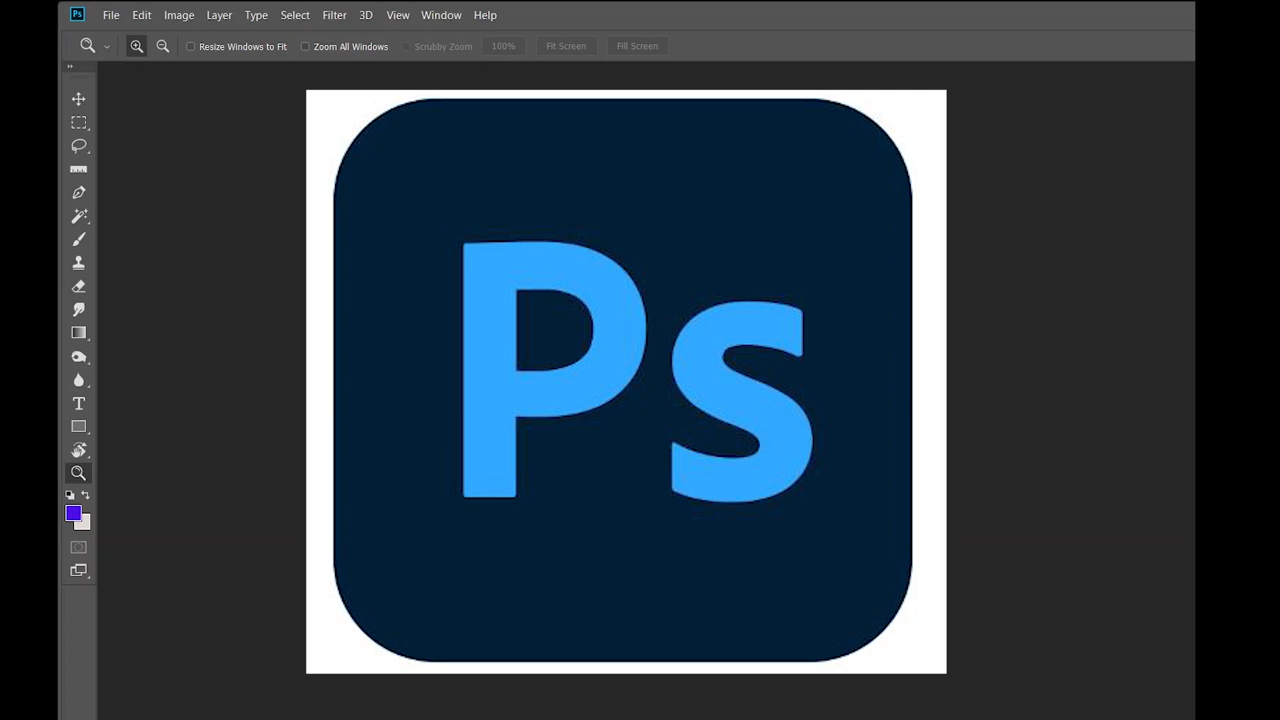 Ps File Edit Image Layer Type Select Filter 3D View Window Help
Resize Windows to Fit Zoom All Windows Scrubby Zoom 100% Fit Screen Fill Screen
Ps
T